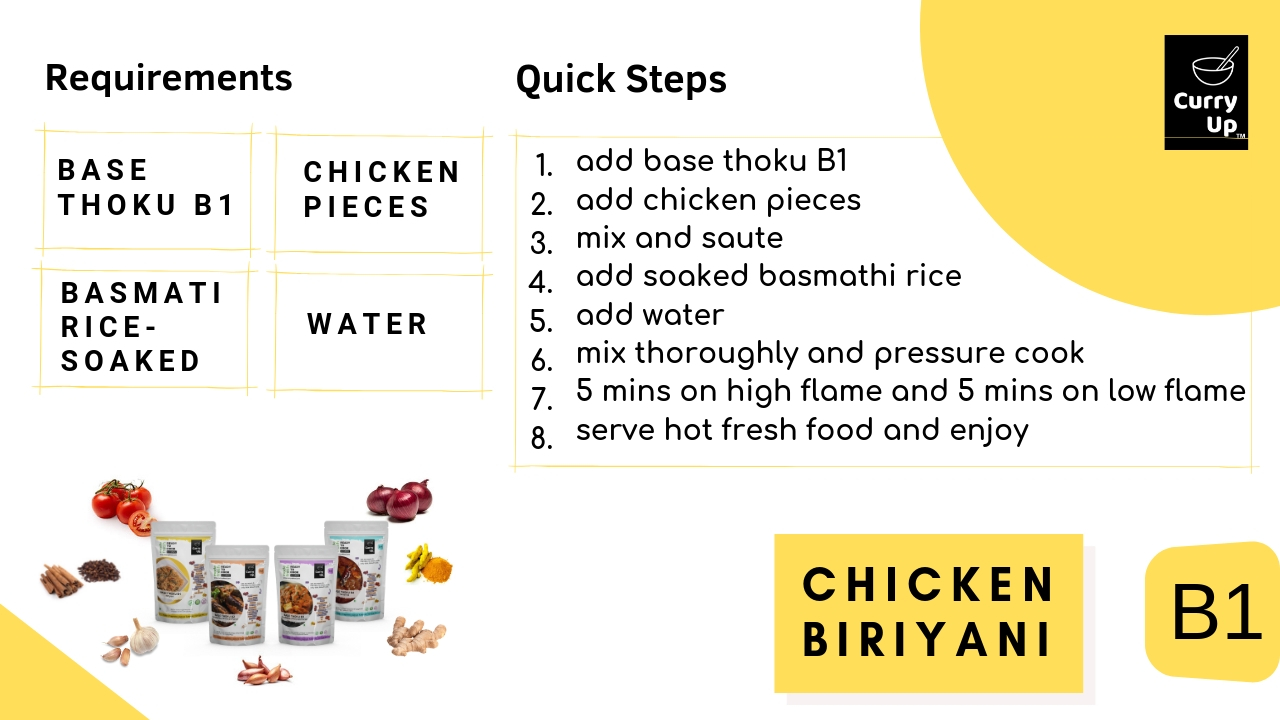 Requirements
BASE
THOKU B1
CHICKEN
PIECES
BASMATI
RICE-
SOAKED
WATER
Quick Steps
1. add base thoku B1
2. add chicken pieces
3. mix and saute
4. add soaked basmathi rice
5. add water
6. mix thoroughly and pressure cook
7. 5 mins on high flame and 5 mins on low flame
8. serve hot fresh food and enjoy
Curry
Up
TM
CHICKEN
BIRIYANI
B1